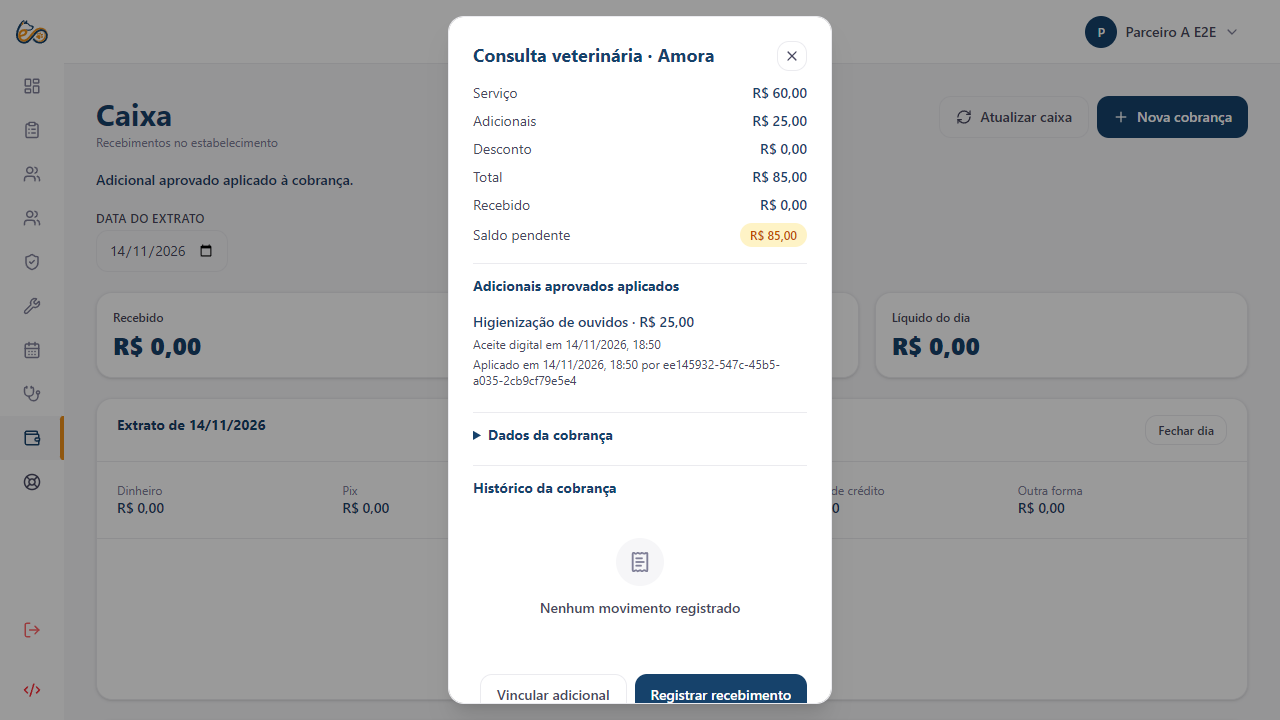 P
Parceiro A E2E
Caixa
Recebimentos no estabelecimento
Atualizar caixa
Nova cobrança
Adicional aprovado aplicado à cobrança.
DATA DO EXTRATO
14/11/2026
Recebido
R$ 0,00
Líquido do dia
R$ 0,00
Extrato de 14/11/2026
Fechar dia
Dinheiro
R$ 0,00
Pix
R$ 0,00
de crédito
0
Outra forma
R$ 0,00
Consulta veterinária · Amora
Serviço
R$ 60,00
Adicionais
R$ 25,00
Desconto
R$ 0,00
Total
R$ 85,00
Recebido
R$ 0,00
Saldo pendente
R$ 85,00
Adicionais aprovados aplicados
Higienização de ouvidos · R$ 25,00
Aceite digital em 14/11/2026, 18:50
Aplicado em 14/11/2026, 18:50 por ee145932-547c-45b5-
a035-2cb9cf79e5e4
Dados da cobrança
Histórico da cobrança
Nenhum movimento registrado
Vincular adicional
Registrar recebimento